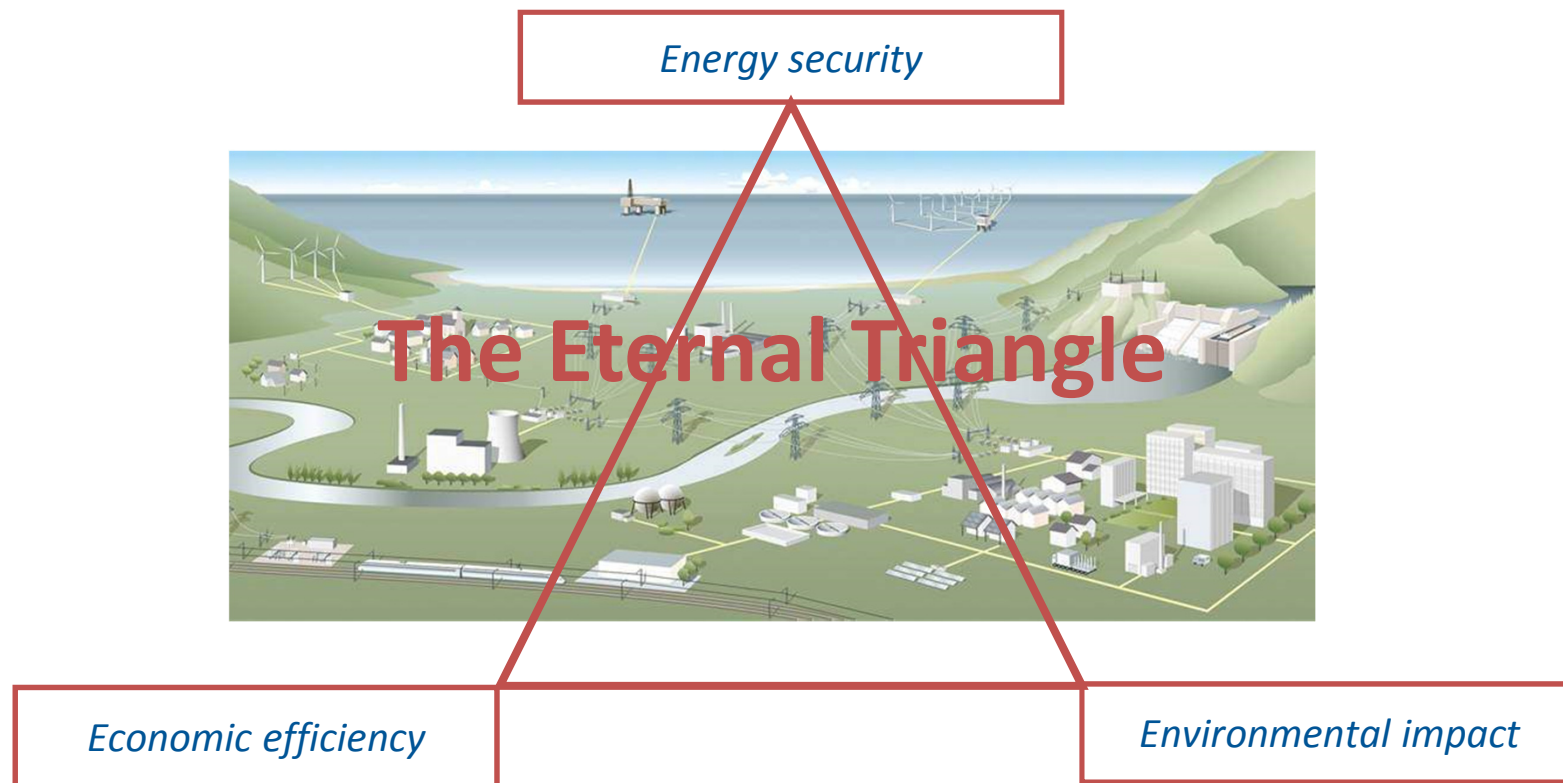 Energy security
The Eternal Triangle
Economic efficiency
Environmental impact